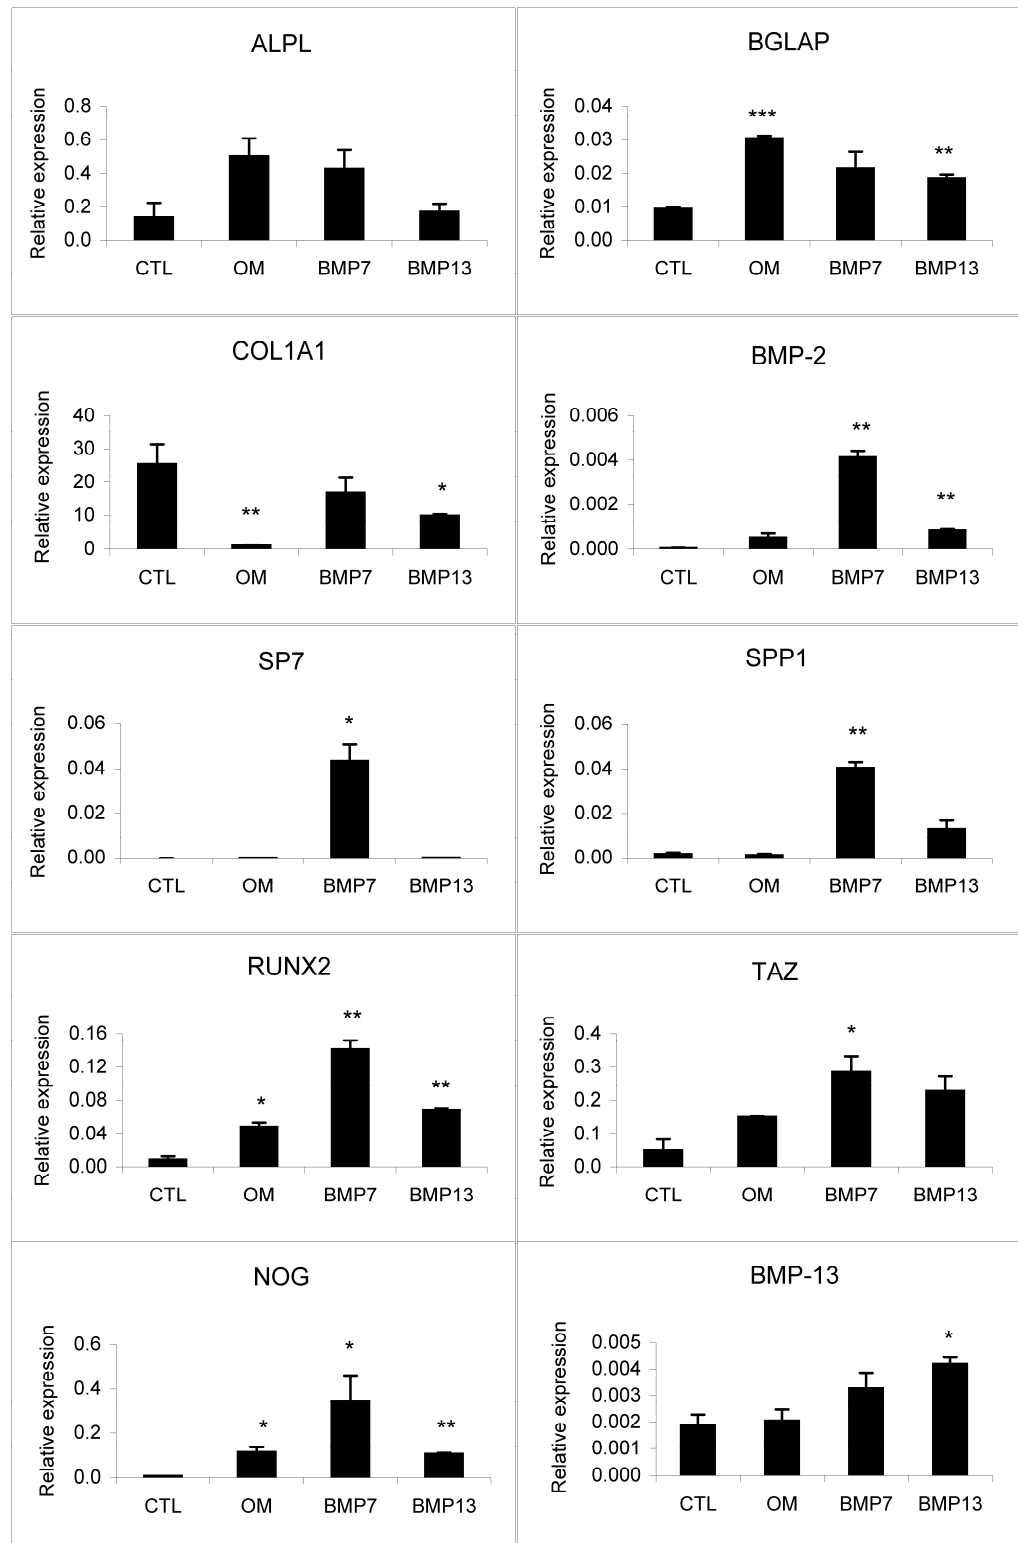 ALPL
Relative expression
0.8
0.6
0.4
0.2
0.0
CTL OM BMP7 BMP13
BGLAP
Relative expression
0.04
0.03
0.02
0.01
0.00
***
**
CTL OM BMP7 BMP13
COL1A1
Relative expression
40
30
20
10
0
**
*
CTL OM BMP7 BMP13
BMP-2
Relative expression
0.006
0.004
0.002
0.000
**
**
CTL OM BMP7 BMP13
SP7
Relative expression
0.06
0.04
0.02
0.00
*
CTL OM BMP7 BMP13
SPP1
Relative expression
0.06
0.04
0.02
0.00
**
CTL OM BMP7 BMP13
RUNX2
Relative expression
0.16
0.12
0.08
0.04
0.00
*
**
**
CTL OM BMP7 BMP13
TAZ
Relative expression
0.4
0.3
0.2
0.1
0.0
*
CTL OM BMP7 BMP13
NOG
Relative expression
0.6
0.4
0.2
0.0
*
*
**
CTL OM BMP7 BMP13
BMP-13
Relative expression
0.005
0.004
0.003
0.002
0.001
0.000
*
CTL OM BMP7 BMP13